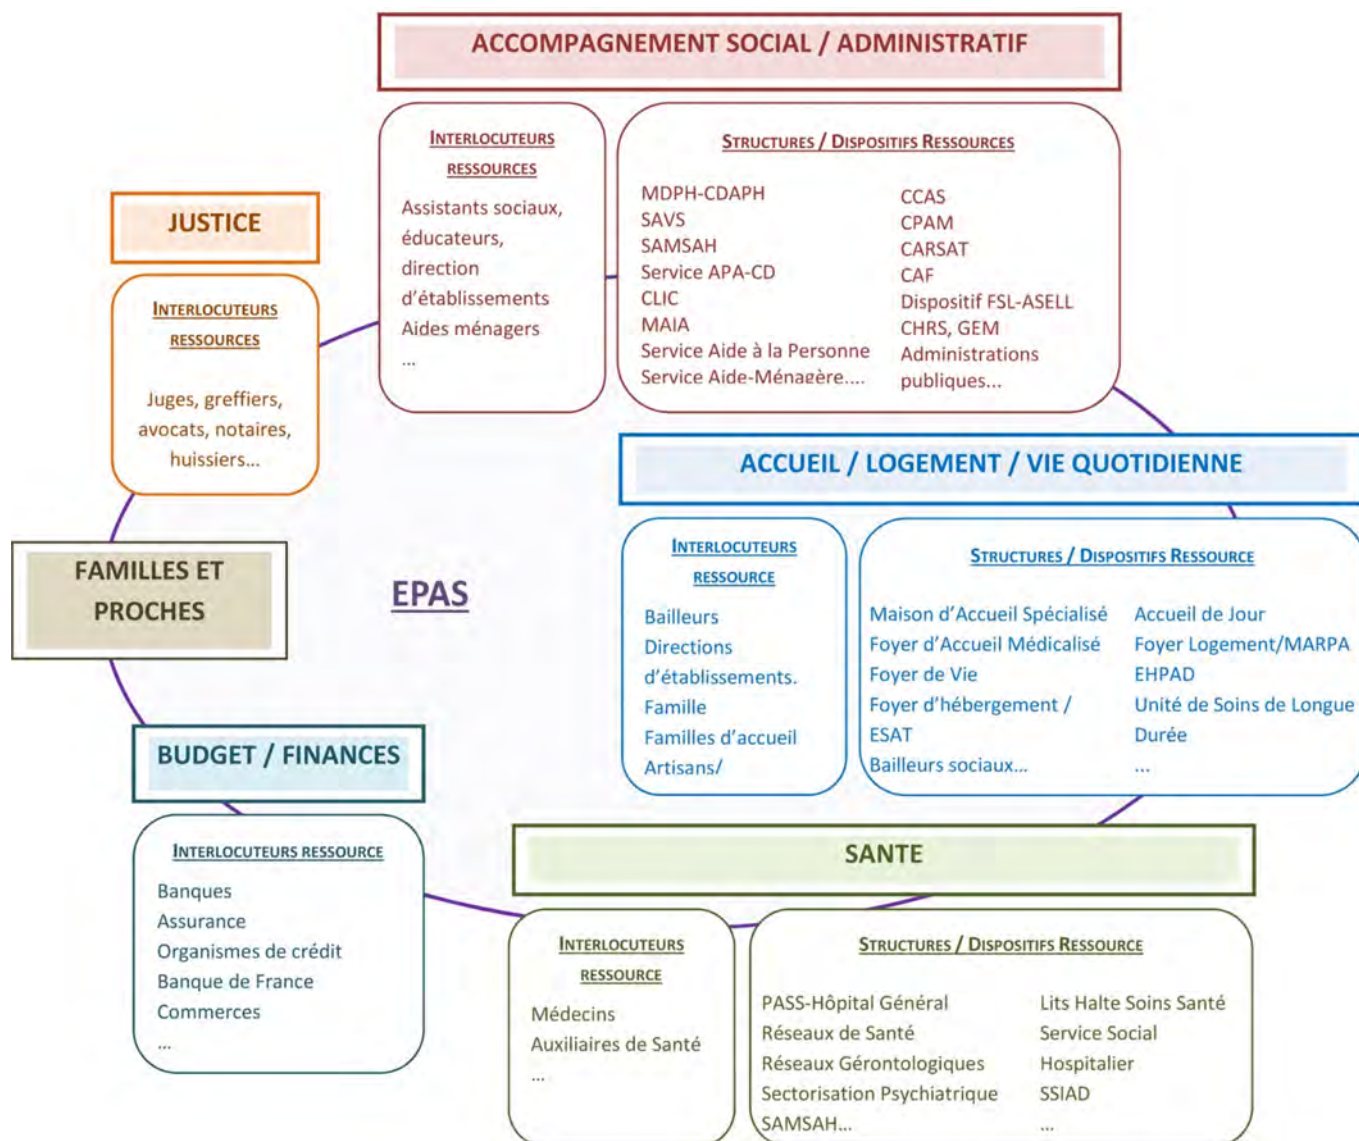 ACCOMPAGNEMENT SOCIAL / ADMINISTRATIF
INTERLOCUTEURS
RESSOURCES
Assistants sociaux,
éducateurs,
direction
d'établissements
Aides ménagers
...
STRUCTURES / DISPOSITIFS RESSOURCES
MDPH-CDAPH
SAVS
SAMSAH
Service APA-CD
CLIC
MAIA
Service Aide à la Personne
Service Aide-Ménagère....
CCAS
CPAM
CARSAT
CAF
Dispositif FSL-ASELL
CHRS, GEM
Administrations
publiques...
JUSTICE
INTERLOCUTEURS
RESSOURCES
Juges, greffiers,
avocats, notaires,
huissiers...
ACCUEIL / LOGEMENT / VIE QUOTIDIENNE
INTERLOCUTEURS
RESSOURCE
Bailleurs
Directions
d'établissements.
Famille
Familles d'accueil
Artisans/
STRUCTURES / DISPOSITIFS RESSOURCE
Maison d'Accueil Spécialisé
Foyer d'Accueil Médicalisé
Foyer de Vie
Foyer d'hébergement /
ESAT
Bailleurs sociaux...
Accueil de Jour
Foyer Logement/MARPA
EHPAD
Unité de Soins de Longue
Durée
...
FAMILLES ET
PROCHES
EPAS
BUDGET / FINANCES
INTERLOCUTEURS RESSOURCE
Banques
Assurance
Organismes de crédit
Banque de France
Commerces
...
SANTE
INTERLOCUTEURS
RESSOURCE
Médecins
Auxiliaires de Santé
...
STRUCTURES / DISPOSITIFS RESSOURCE
PASS-Hôpital Général
Réseaux de Santé
Réseaux Gérontologiques
Sectorisation Psychiatrique
SAMSAH...
Lits Halte Soins Santé
Service Social
Hospitalier
SSIAD
...